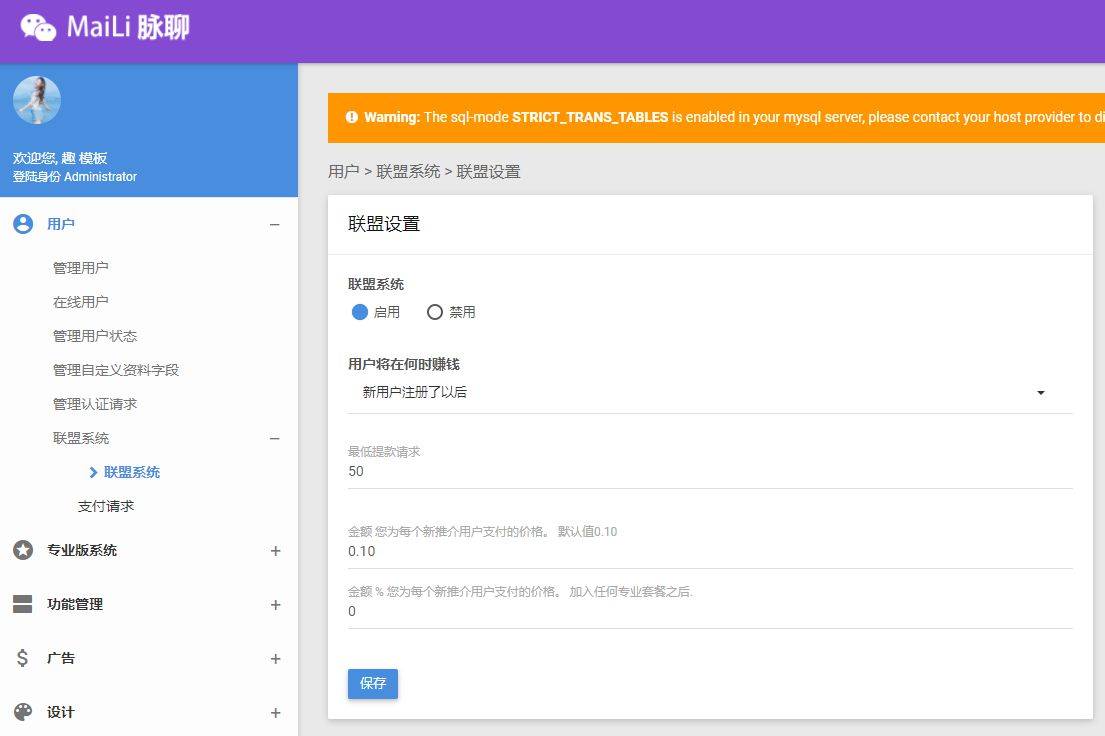 MaiLi 脉聊
欢迎您, 趣 模板
登陆身份 Administrator
用户
管理用户
在线用户
管理用户状态
管理自定义资料字段
管理认证请求
联盟系统
联盟系统
支付请求
专业版系统
功能管理
广告
设计
Warning: The sql-mode STRICT_TRANS_TABLES is enabled in your mysql server, please contact your host provider to di
用户 > 联盟系统 > 联盟设置
联盟设置
联盟系统
启用 禁用
用户将在何时赚钱
新用户注册了以后
最低提款请求
50
金额 您为每个新推介用户支付的价格。 默认值0.10
0.10
金额 % 您为每个新推介用户支付的价格。 加入任何专业套餐之后.
0
保存